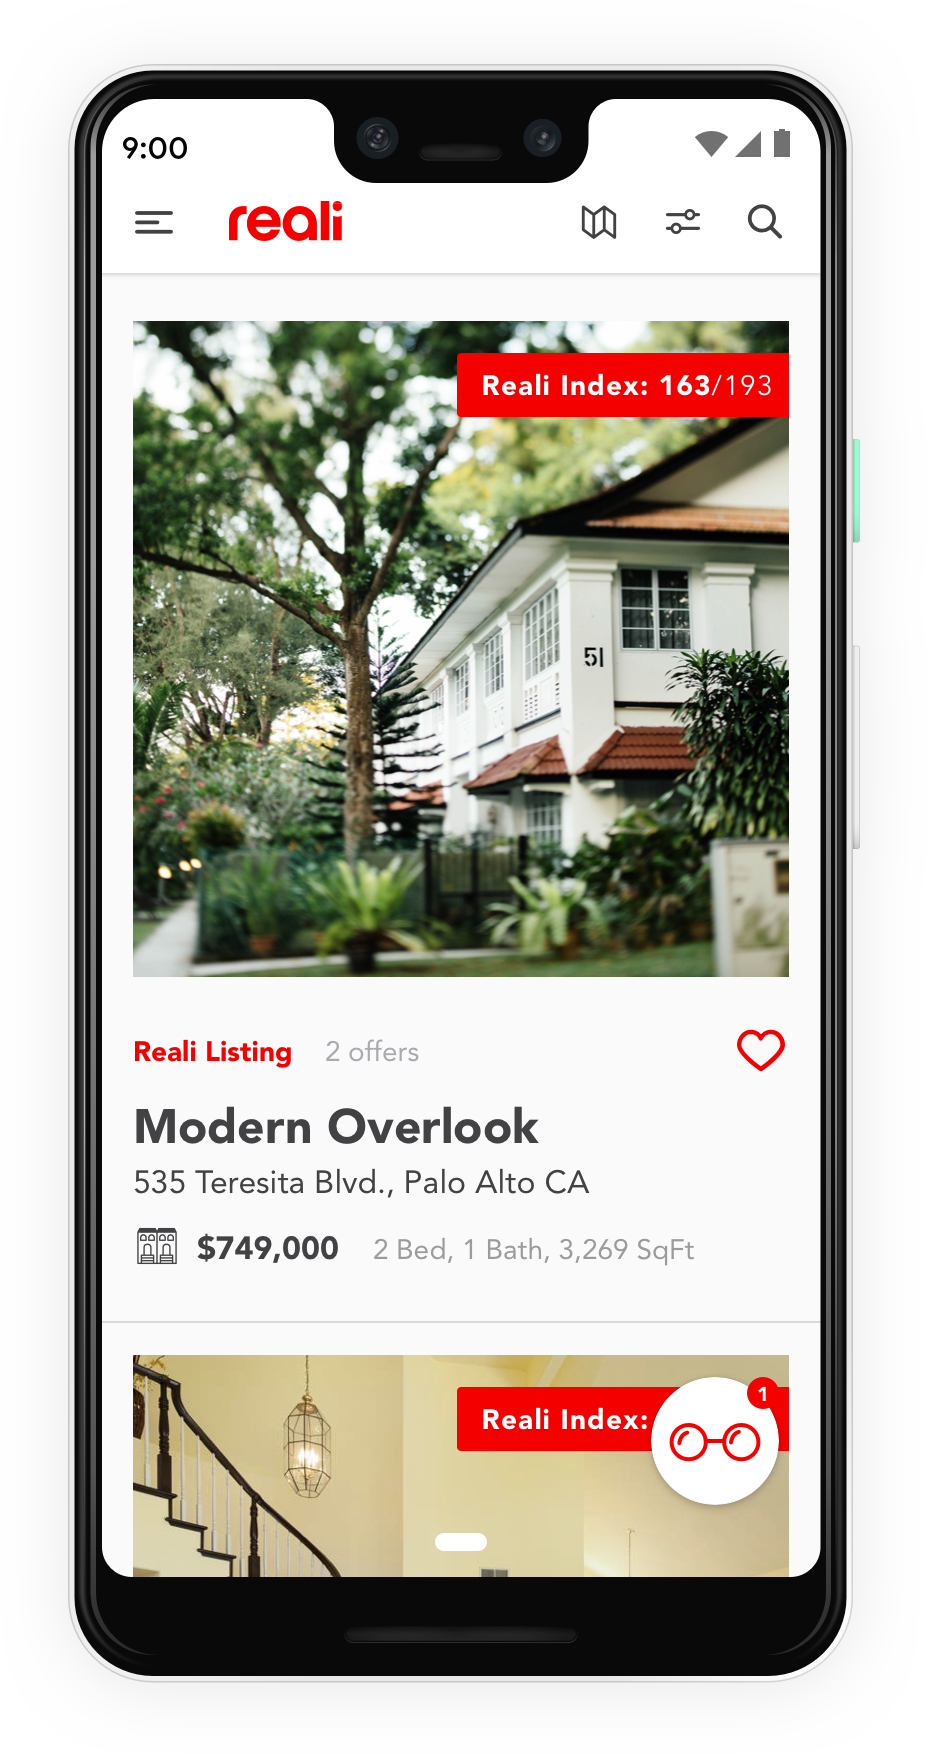 9:00
reali
Reali Index: 163/193
51
Reali Listing 2 offers
Modern Overlook
535 Teresita Blvd., Palo Alto CA
$749,000 2 Bed, 1 Bath, 3,269 SqFt
1
Reali Index: